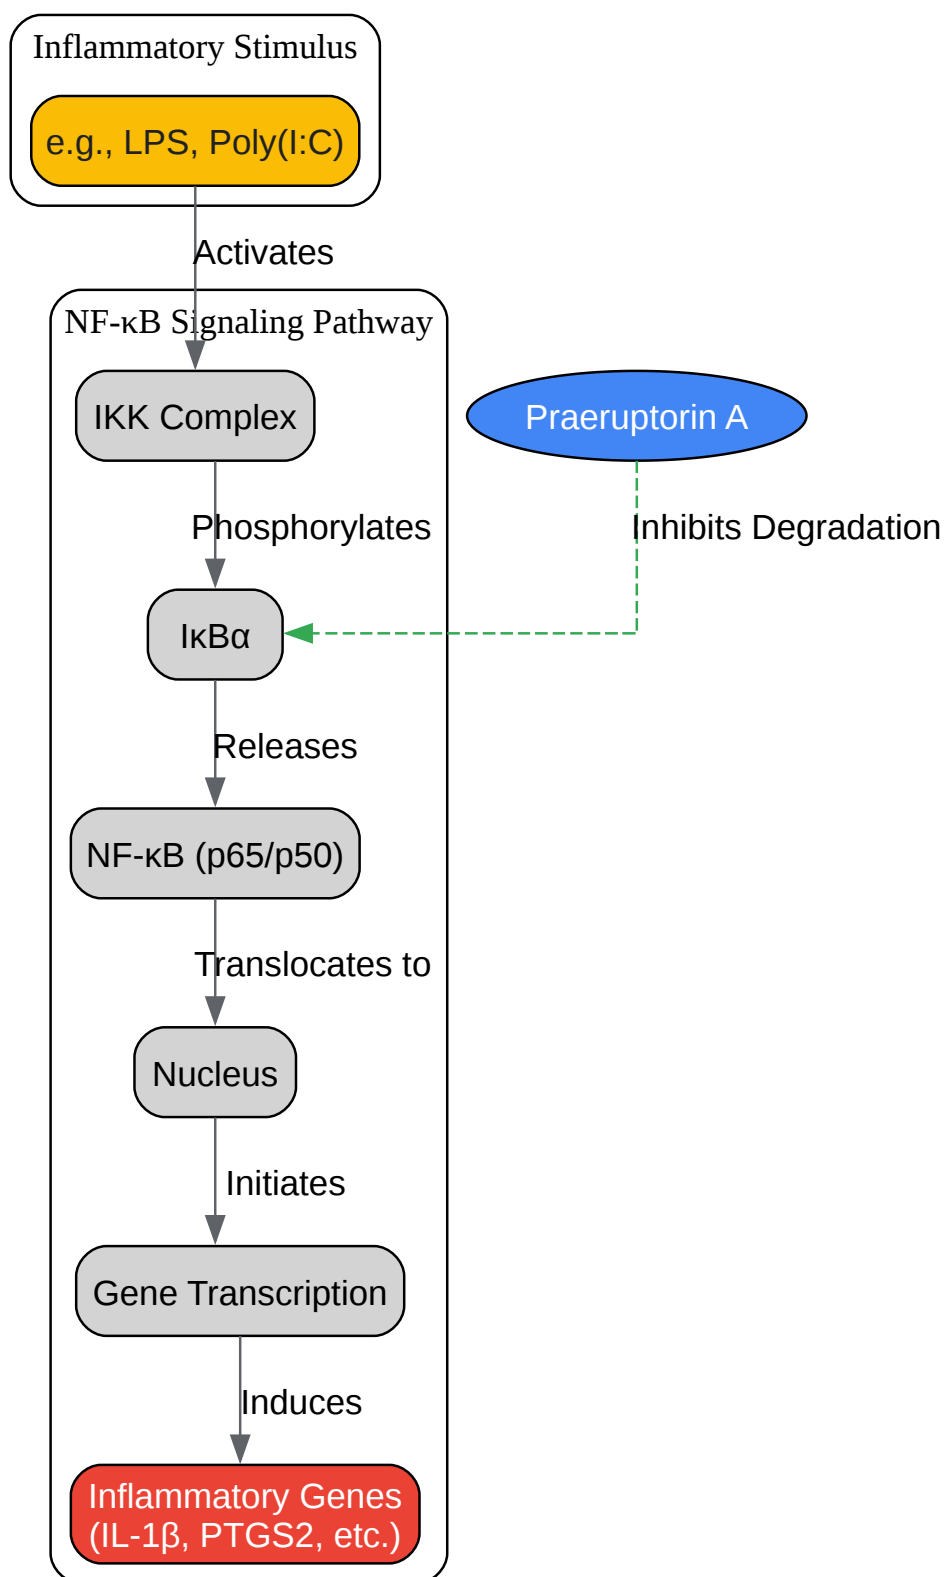 Inflammatory Stimulus
e.g., LPS, Poly(I:C)
Activates
NF-κB Signaling Pathway
IKK Complex
Praeruptorin A
Phosphorylates
Inhibits Degradation
IκBα
Releases
NF-κB (p65/p50)
Translocates to
Nucleus
Initiates
Gene Transcription
Induces
Inflammatory Genes
(IL-1β, PTGS2, etc.)